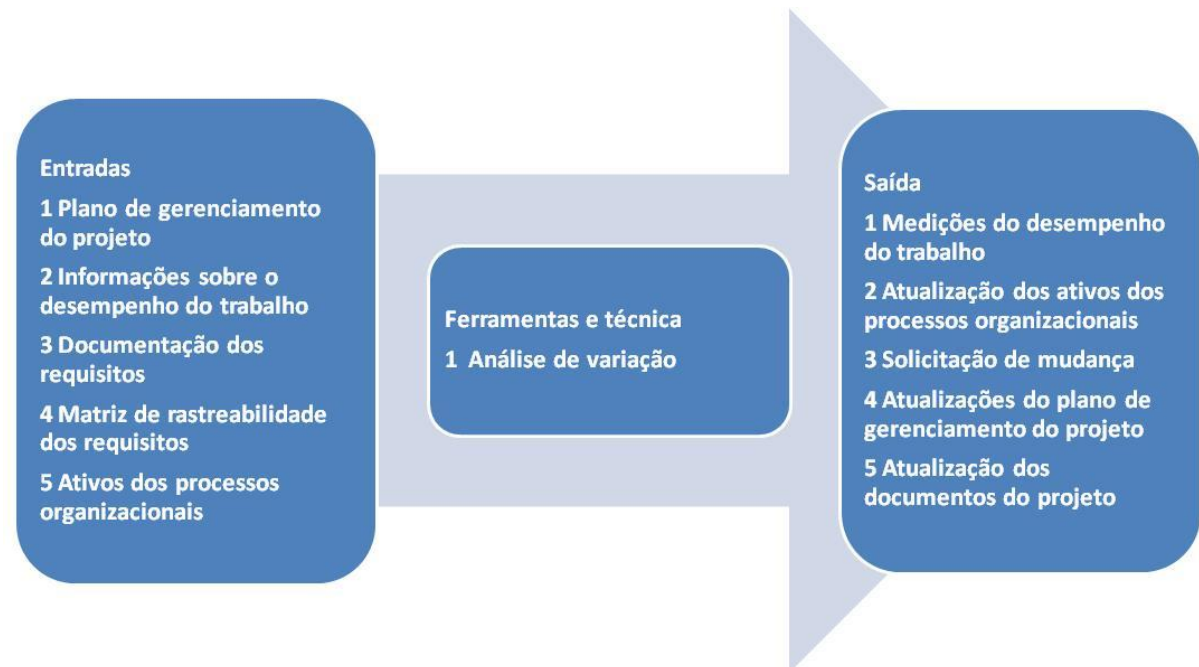 Entradas
1 Plano de gerenciamento
do projeto
2 Informações sobre o
desempenho do trabalho
3 Documentação dos
requisitos
4 Matriz de rastreabilidade
dos requisitos
5 Ativos dos processos
organizacionais
Ferramentas e técnica
1 Análise de variação
Saída
1 Medições do desempenho
do trabalho
2 Atualização dos ativos dos
processos organizacionais
3 Solicitação de mudança
4 Atualizações do plano de
gerenciamento do projeto
5 Atualização dos
documentos do projeto